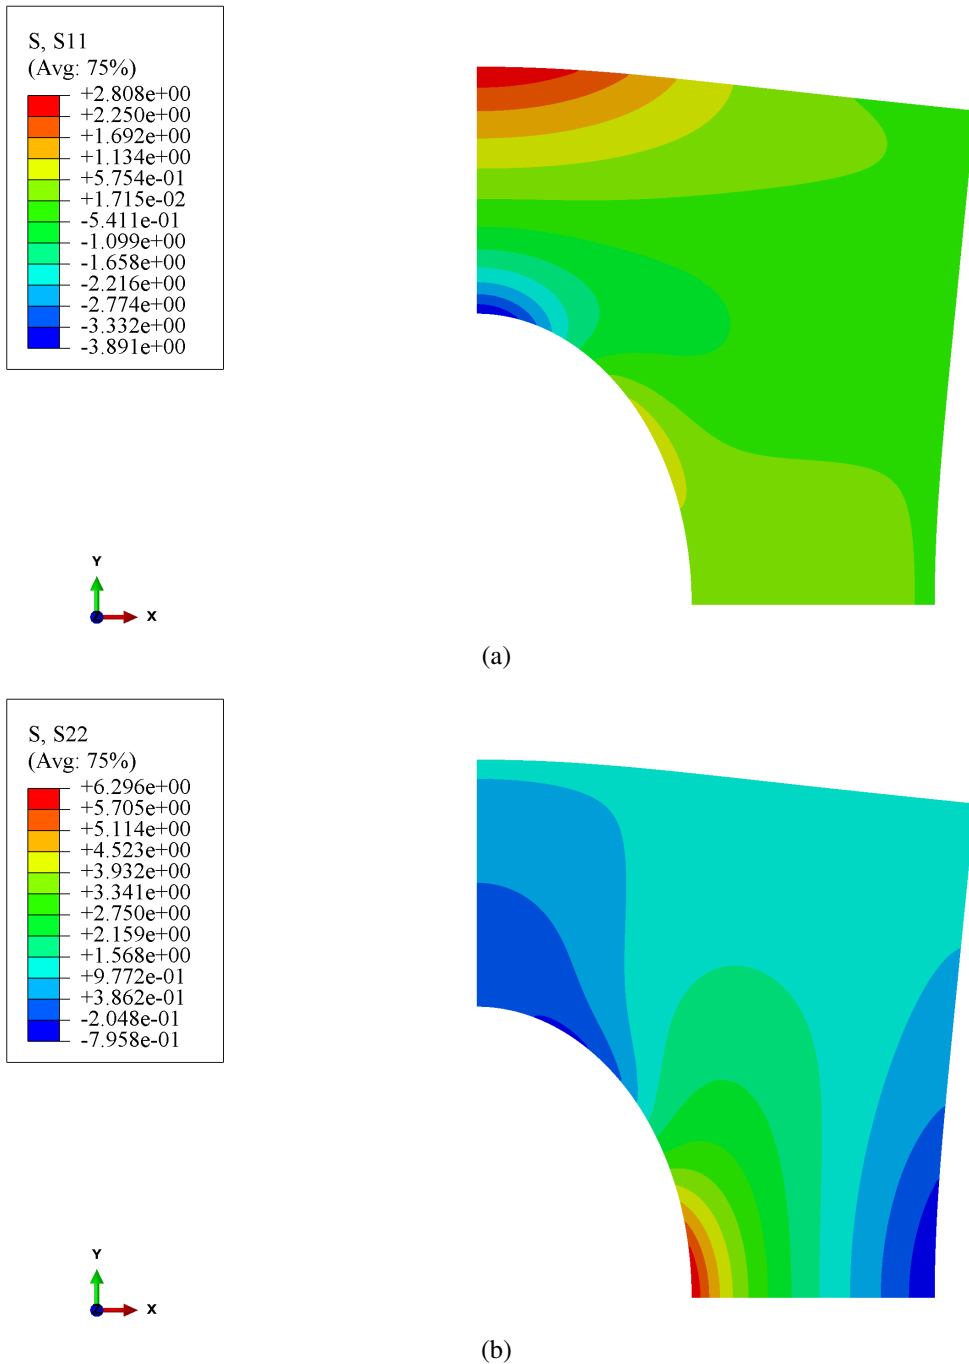 S, S11
(Avg: 75%)
+2.808e+00
+2.250e+00
+1.692e+00
+1.134e+00
+5.754e-01
+1.715e-02
-5.411e-01
-1.099e+00
-1.658e+00
-2.216e+00
-2.774e+00
-3.332e+00
-3.891e+00
Y
Z X
(a)
S, S22
(Avg: 75%)
+6.296e+00
+5.705e+00
+5.114e+00
+4.523e+00
+3.932e+00
+3.341e+00
+2.750e+00
+2.159e+00
+1.568e+00
+9.772e-01
+3.862e-01
-2.048e-01
-7.958e-01
Y
Z X
(b)